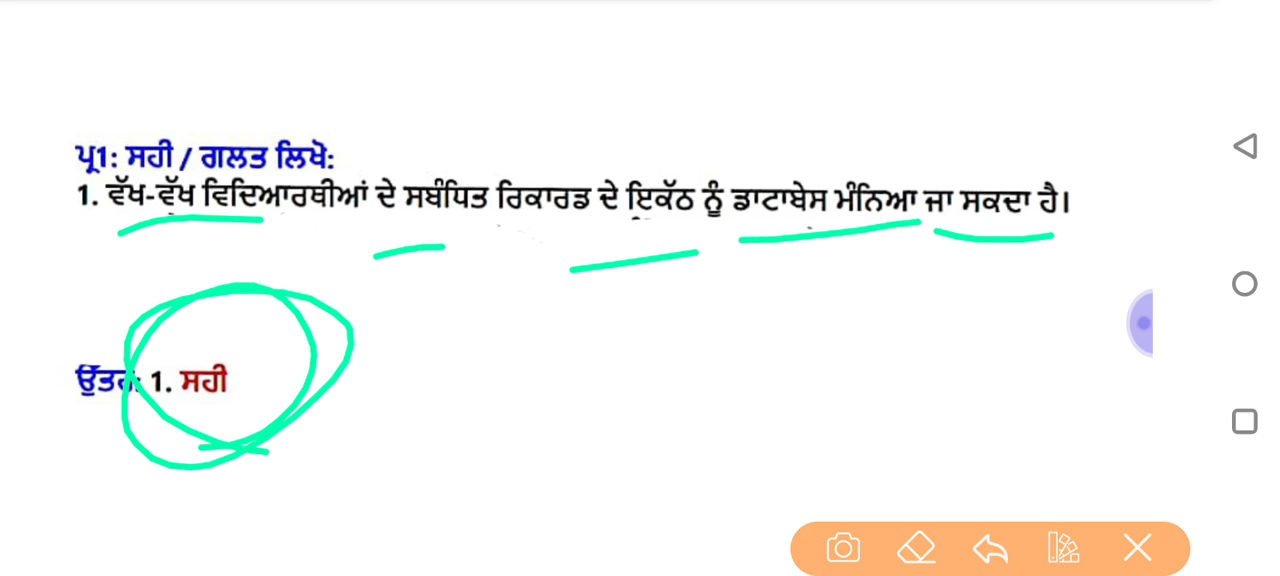 ਪ੍ਰ1: ਸਹੀ / ਗਲਤ ਲਿਖੋ:
1. ਵੱਖ-ਵੱਖ ਵਿਦਿਆਰਥੀਆਂ ਦੇ ਸਬੰਧਿਤ ਰਿਕਾਰਡ ਦੇ ਇਕੱਠ ਨੂੰ ਡਾਟਾਬੇਸ ਮੰਨਿਆ ਜਾ ਸਕਦਾ ਹੈ।
ਉੱਤਰ: 1. ਸਹੀ